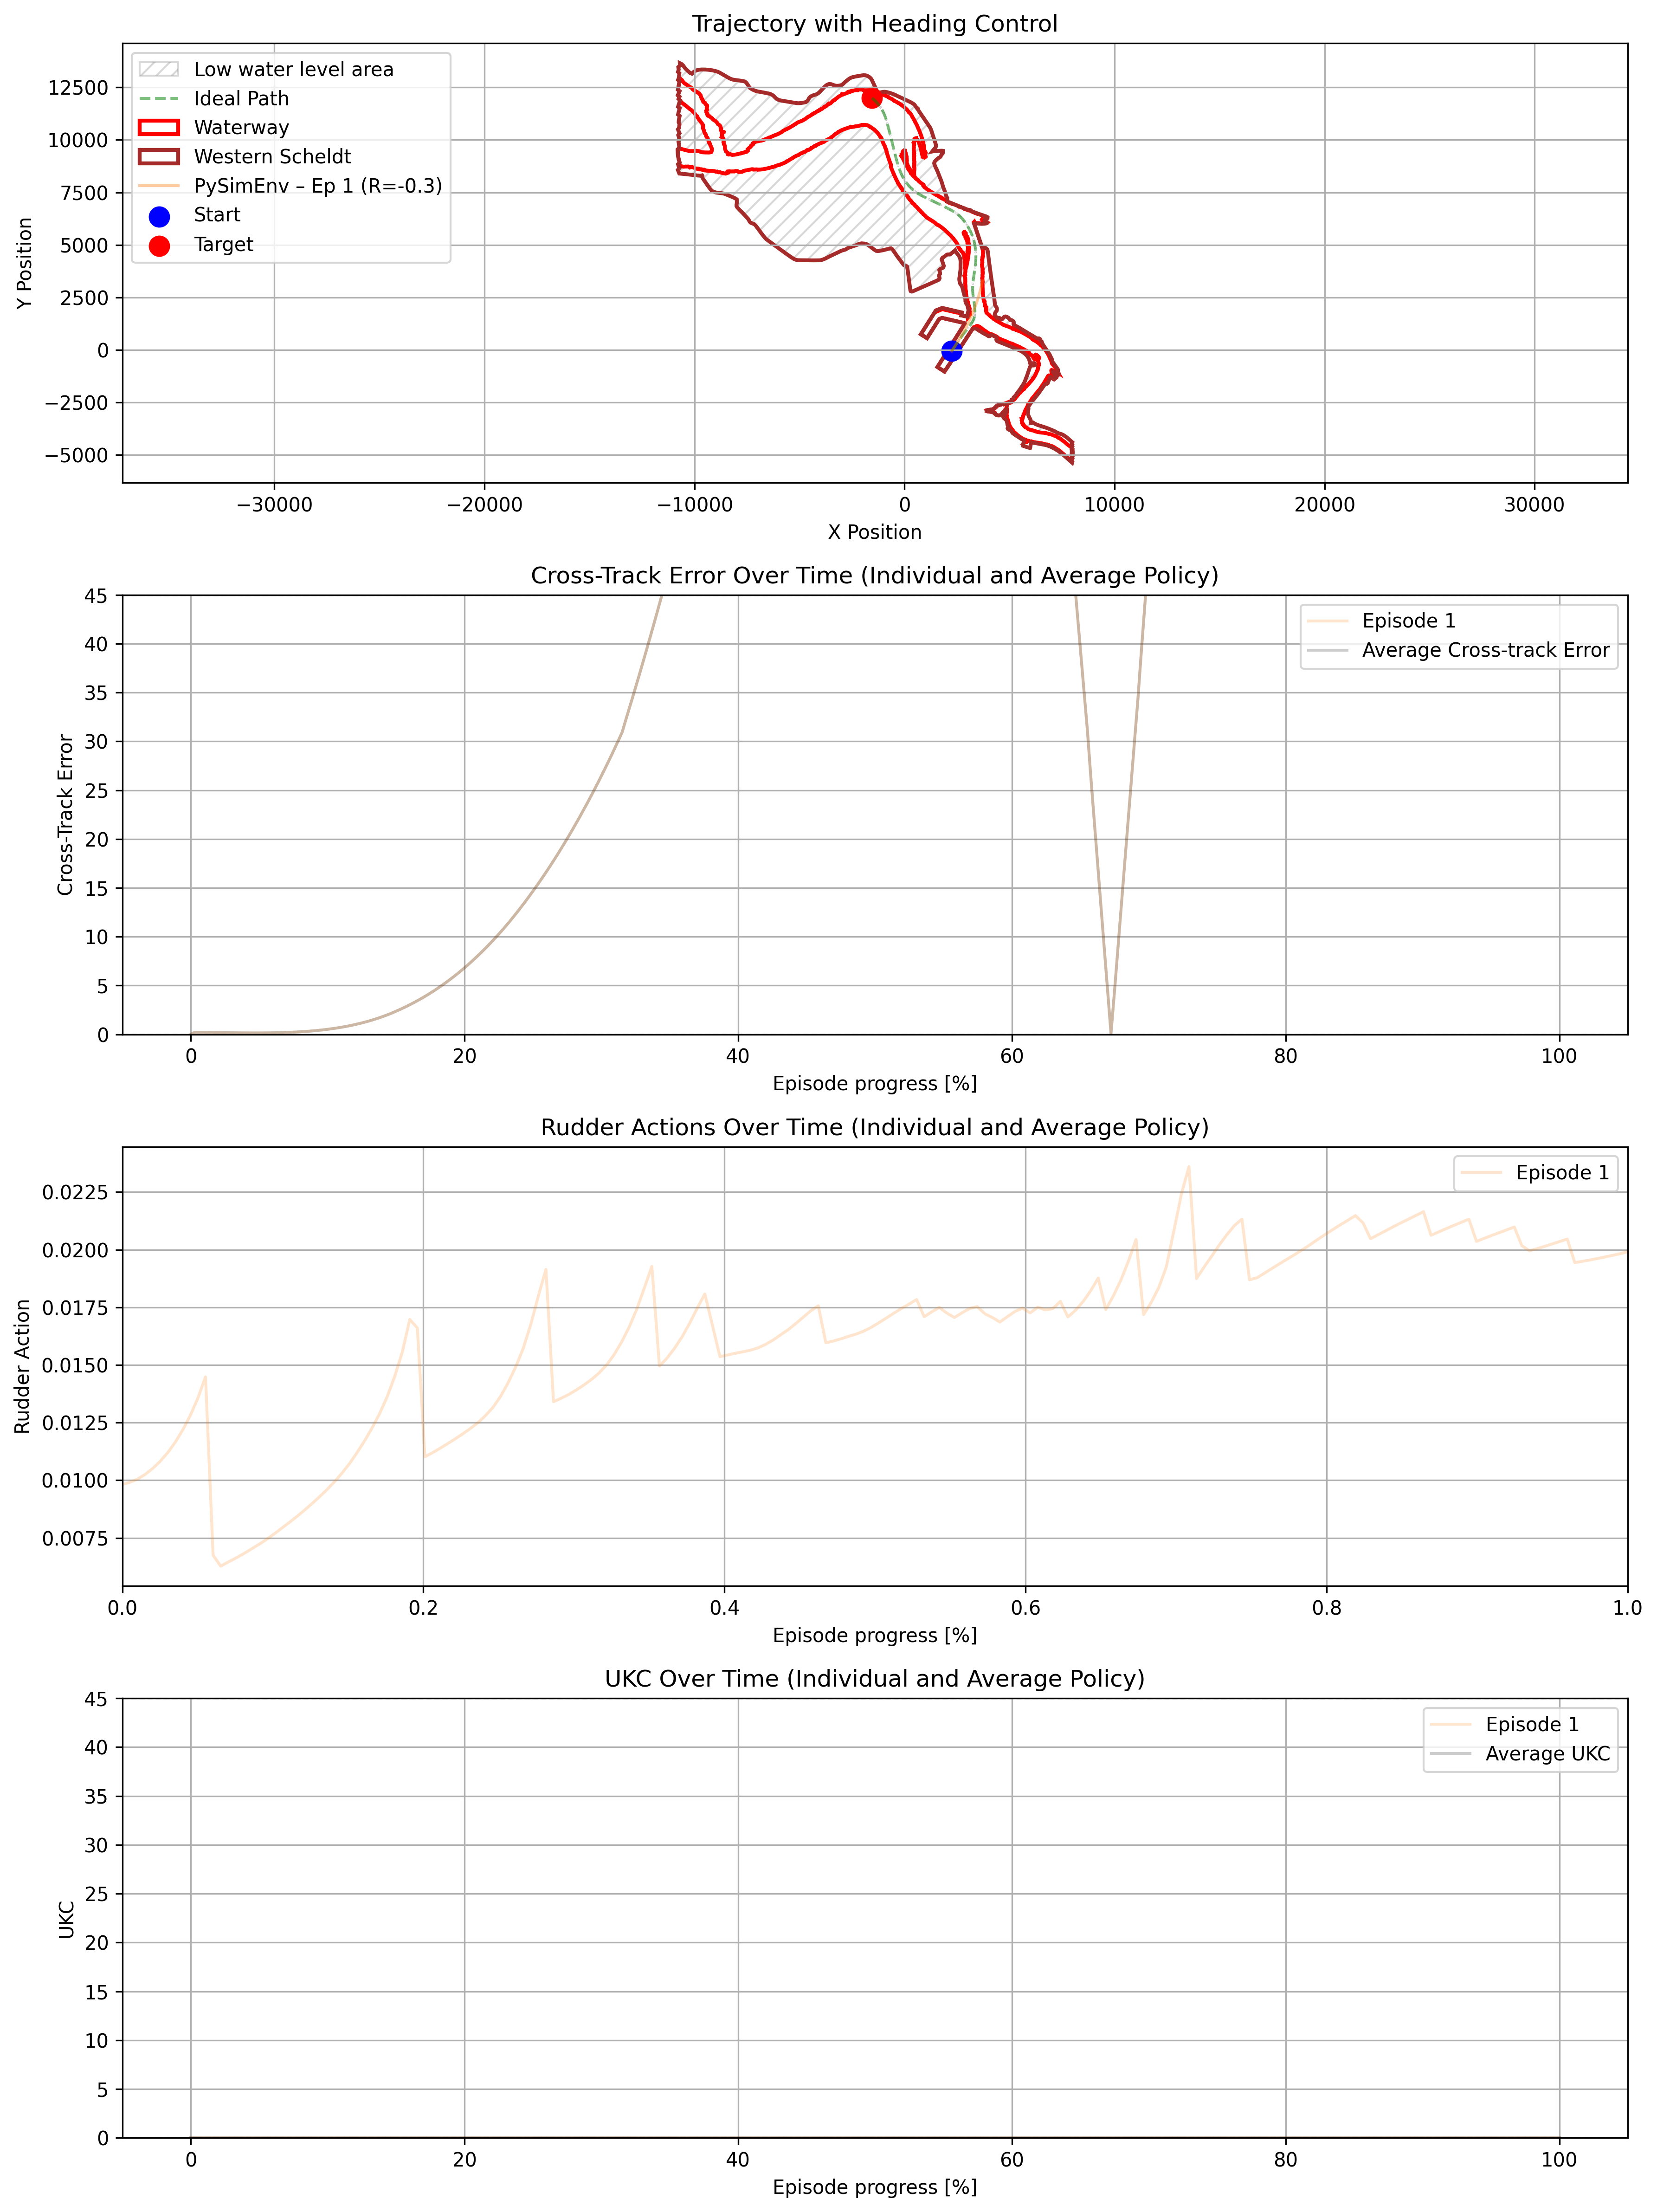 Trajectory with Heading Control
Low water level area
Ideal Path
Waterway
Western Scheldt
PySimEnv – Ep 1 (R=-0.3)
Start
Target
Y Position
12500
10000
7500
5000
2500
0
−2500
−5000
−30000 −20000 −10000 0 10000 20000 30000
X Position
Cross-Track Error Over Time (Individual and Average Policy)
Episode 1
Average Cross-track Error
Cross-Track Error
45
40
35
30
25
20
15
10
5
0
0 20 40 60 80 100
Episode progress [%]
Rudder Actions Over Time (Individual and Average Policy)
Episode 1
Rudder Action
0.0225
0.0200
0.0175
0.0150
0.0125
0.0100
0.0075
0.0 0.2 0.4 0.6 0.8 1.0
Episode progress [%]
UKC Over Time (Individual and Average Policy)
Episode 1
Average UKC
UKC
45
40
35
30
25
20
15
10
5
0
0 20 40 60 80 100
Episode progress [%]